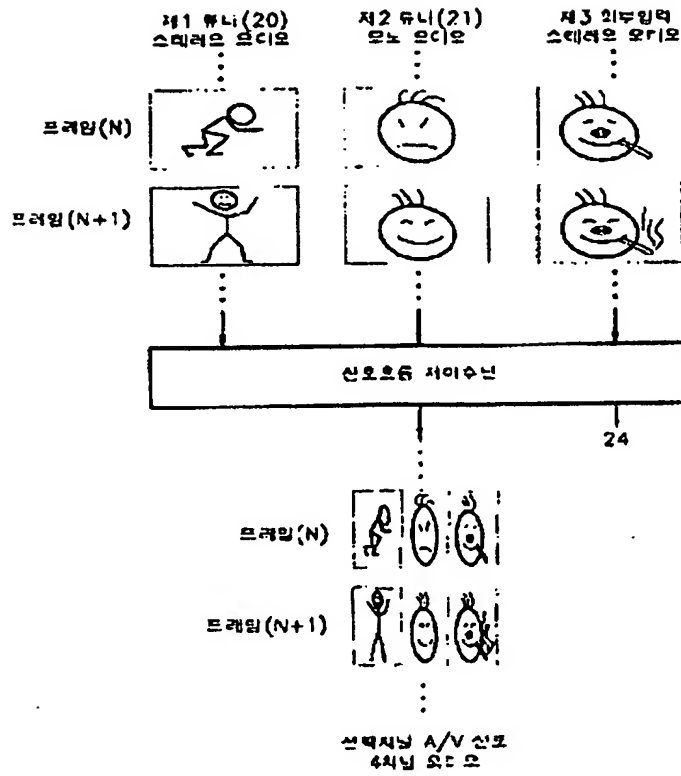 제1 튜너(20)
스테레오 오디오
제2 튜너(21)
모노 오디오
제3 외부입력
스테레오 오디오
프레임(N)
프레임(N+1)
신호흐름 제어수단
24
프레임(N)
프레임(N+1)
선택채널 A/V 신호
4채널 오디오